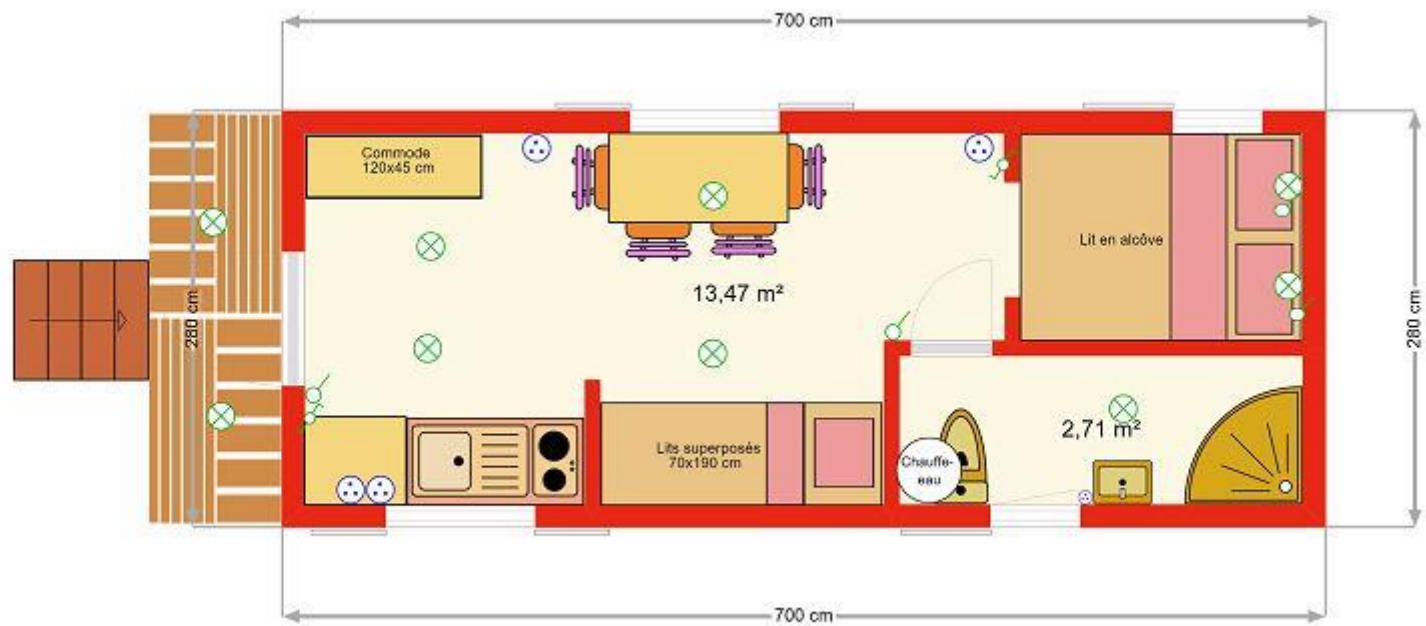 700 cm
Commode
120x45 cm
Lit en alcôve
280 cm
13,47 m²
280 cm
Lits superposés
70x190 cm
2,71 m²
Chauffe-
eau
700 cm